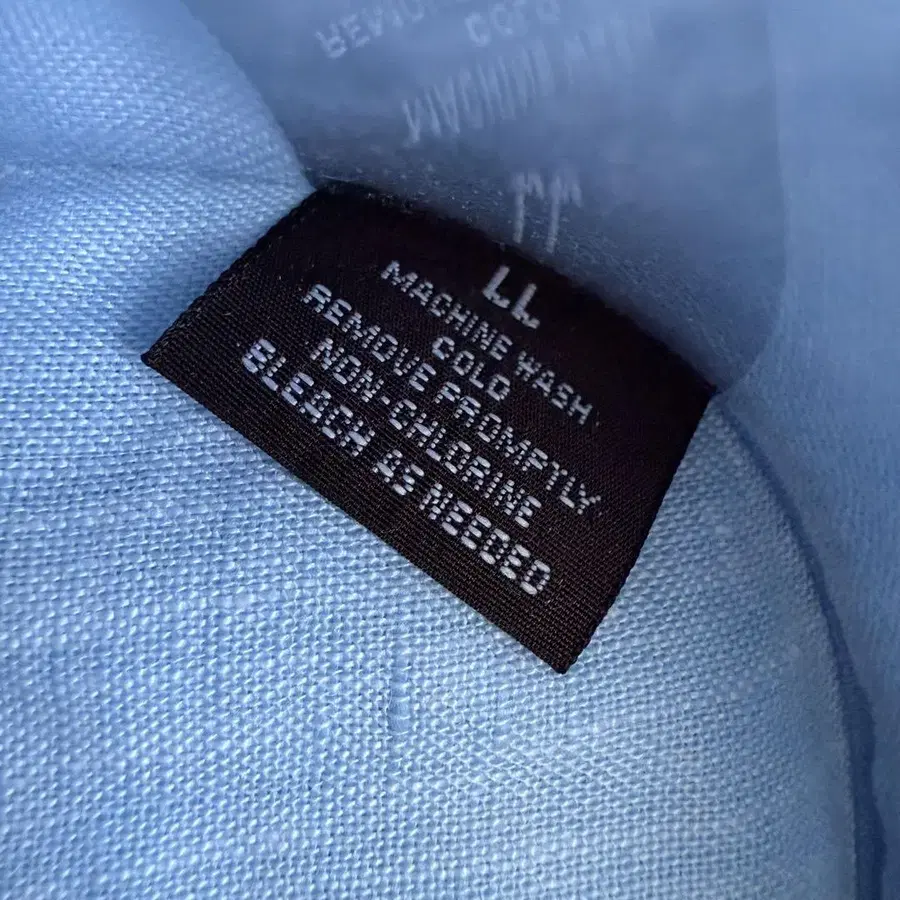 LL
MACHINE WASH
COLD
REMOVE PROMPTLY
NON-CHLORINE
BLEACH AS NEEDED